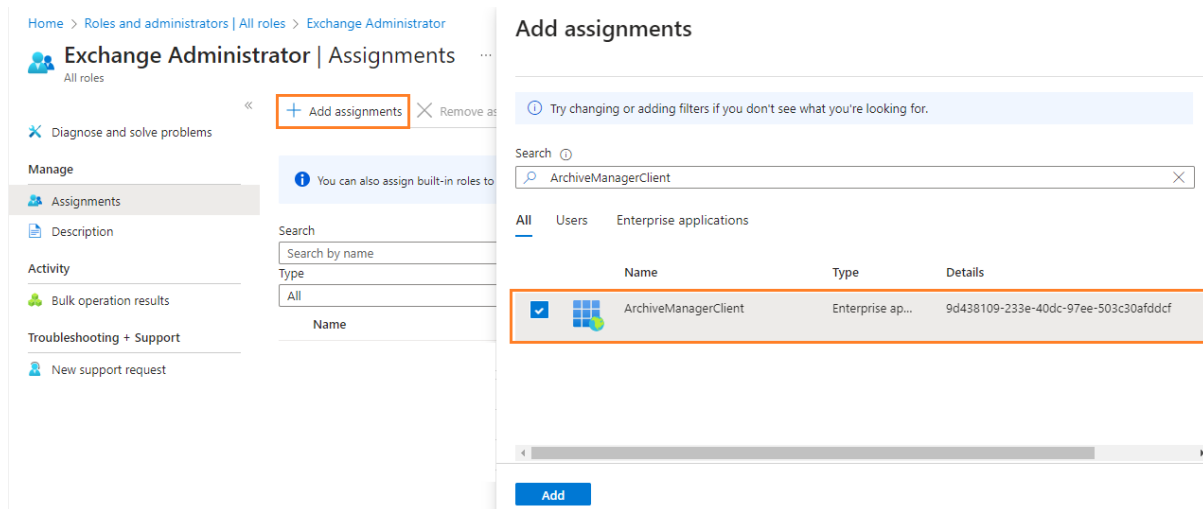 Home > Roles and administrators | All roles > Exchange Administrator
Exchange Administrator | Assignments ...
All roles
«
Diagnose and solve problems
Manage
Assignments
Description
Activity
Bulk operation results
Troubleshooting + Support
New support request
Add assignments
Remove as
You can also assign built-in roles to
Search
Search by name
Type
All
Name
Add assignments
Try changing or adding filters if you don't see what you're looking for.
Search
ArchiveManagerClient
All Users Enterprise applications
Name Type Details
ArchiveManagerClient Enterprise ap... 9d438109-233e-40dc-97ee-503c30afddcf
Add